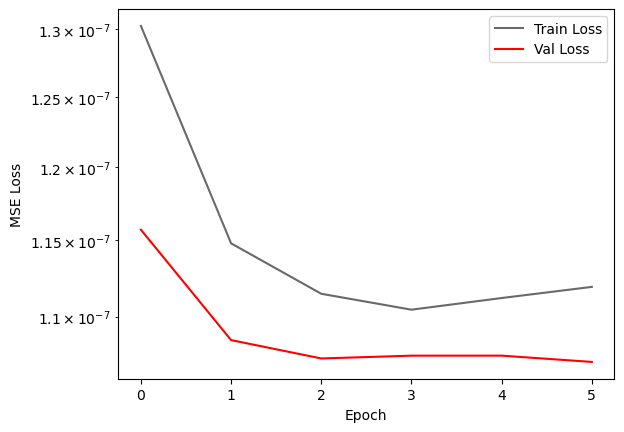 Train Loss
Val Loss
1.3 × 10⁻⁷
1.25 × 10⁻⁷
1.2 × 10⁻⁷
1.15 × 10⁻⁷
1.1 × 10⁻⁷
MSE Loss
0 1 2 3 4 5
Epoch